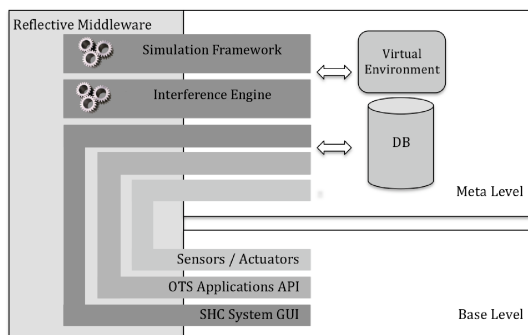 Reflective Middleware
Simulation Framework
Virtual
Environment
Interference Engine
DB
Meta Level
Sensors / Actuators
OTS Applications API
SHC System GUI
Base Level